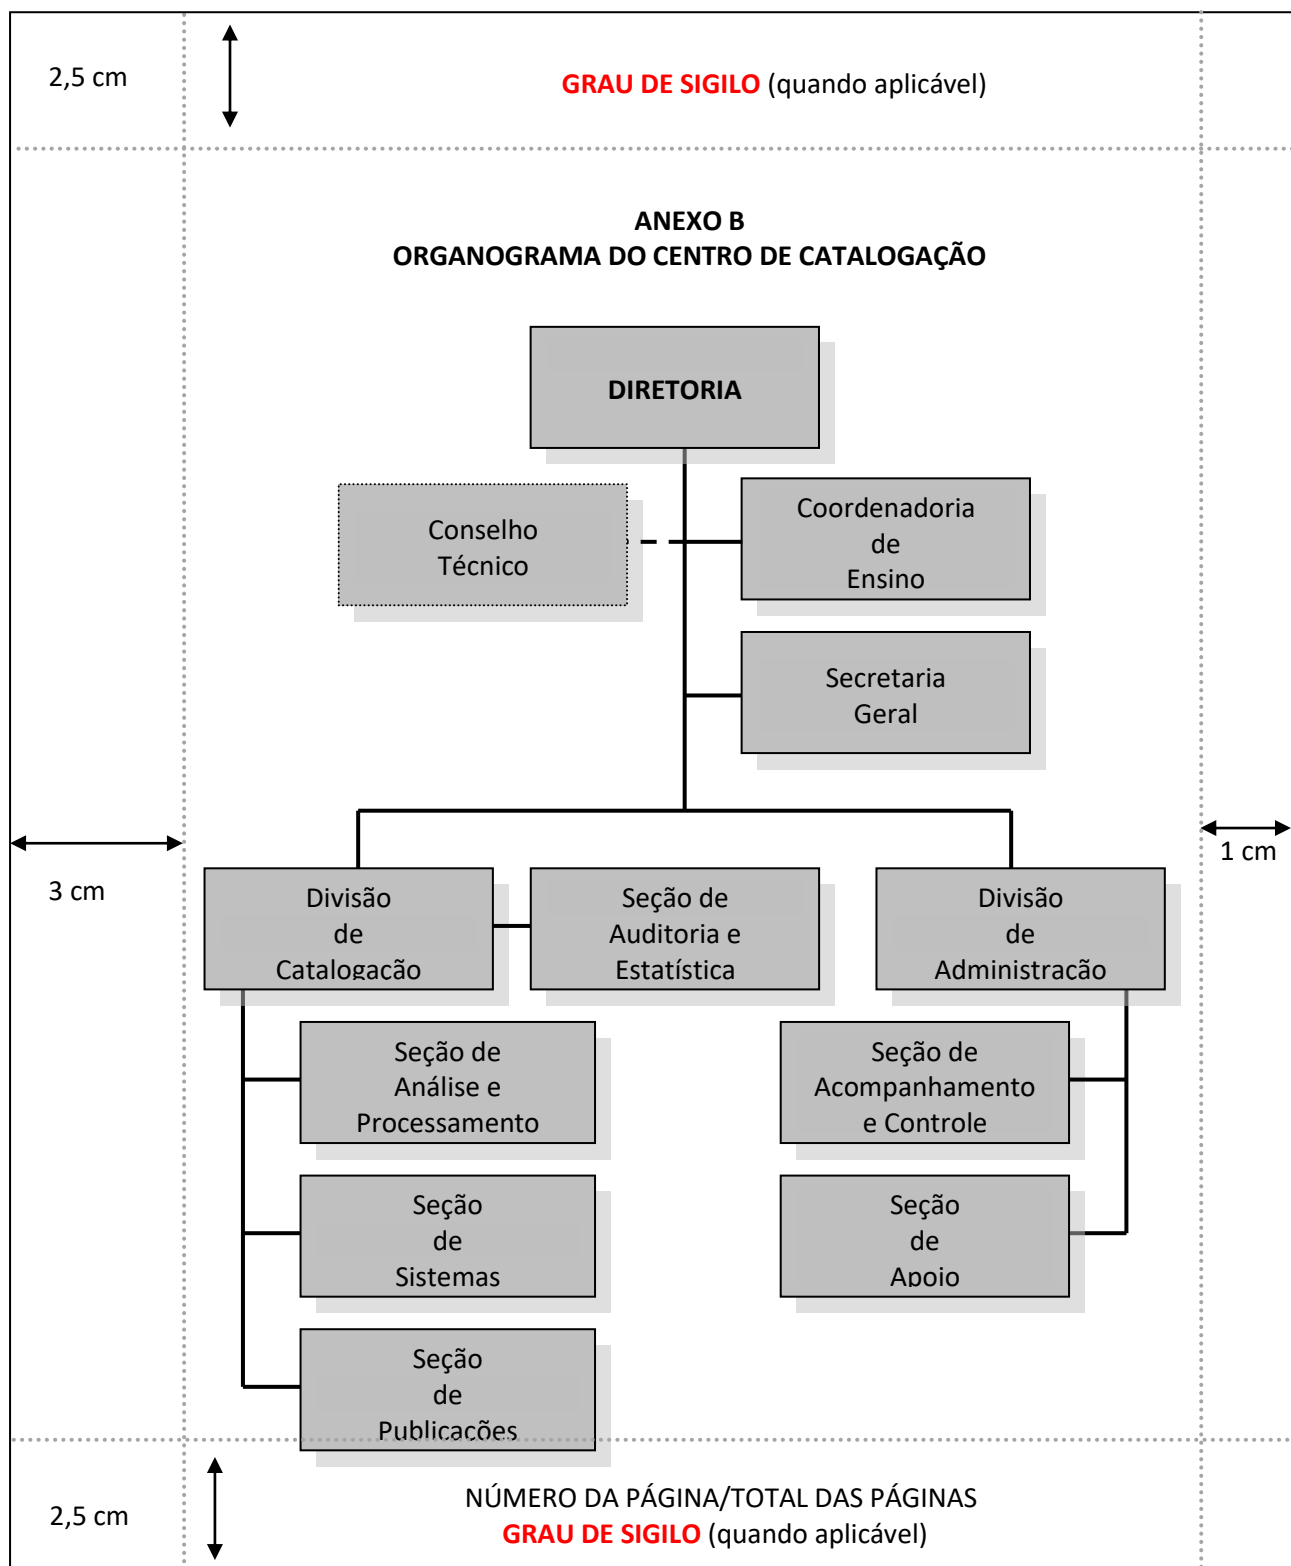 2,5 cm
GRAU DE SIGILO (quando aplicável)
ANEXO B
ORGANOGRAMA DO CENTRO DE CATALOGAÇÃO
DIRETORIA
Conselho
Técnico
Coordenadoria
de
Ensino
Secretaria
Geral
3 cm
1 cm
Divisão
de
Catalogação
Seção de
Auditoria e
Estatística
Divisão
de
Administração
Seção de
Análise e
Processamento
Seção de
Acompanhamento
e Controle
Seção
de
Sistemas
Seção
de
Apoio
Seção
de
Publicações
2,5 cm
NÚMERO DA PÁGINA/TOTAL DAS PÁGINAS
GRAU DE SIGILO (quando aplicável)